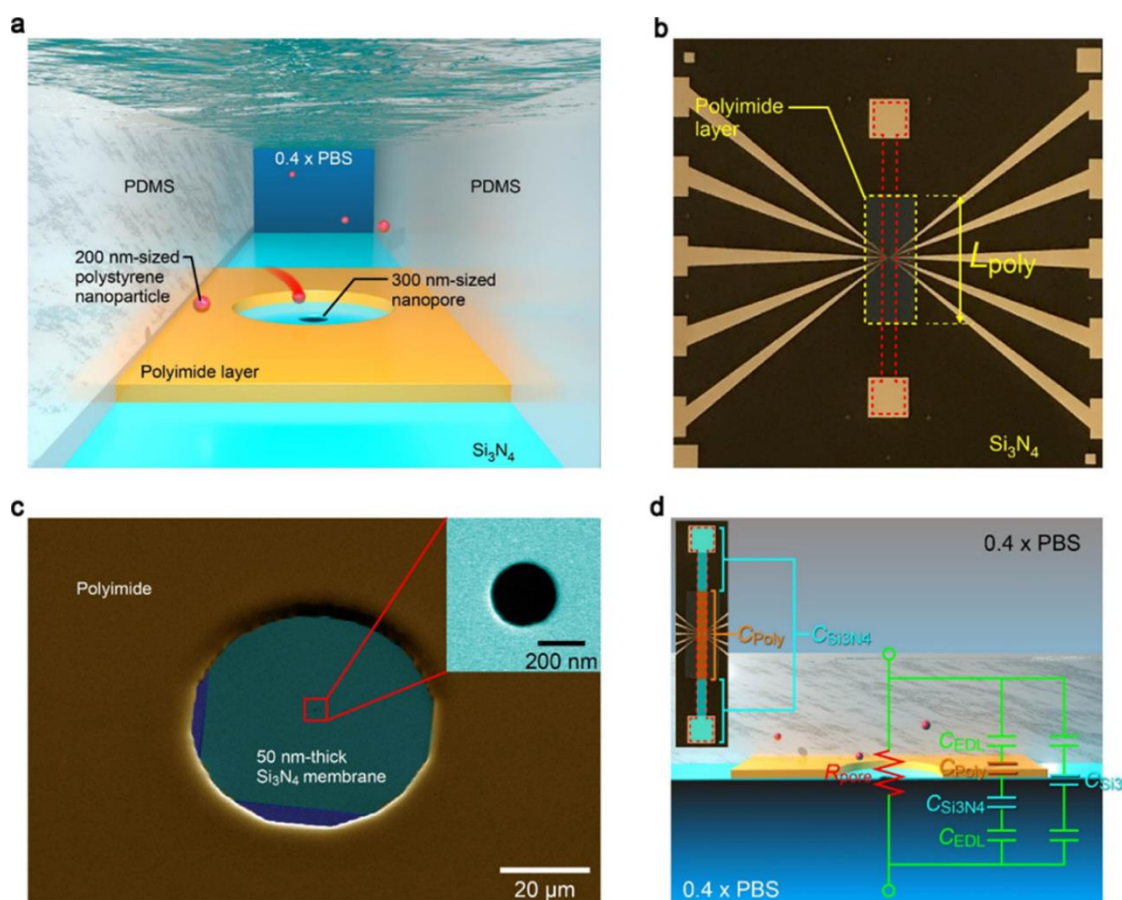 a
0.4 x PBS
PDMS
PDMS
200 nm-sized
polystyrene
nanoparticle
300 nm-sized
nanopore
Polyimide layer
Si₃N₄
b
Polyimide
layer
Lpoly
Si₃N₄
c
Polyimide
200 nm
50 nm-thick
Si₃N₄ membrane
20 μm
d
0.4 x PBS
CPoly
CSi3N4
CEDL
CPoly
Rpore
CSi3
CSi3N4
CEDL
0.4 x PBS